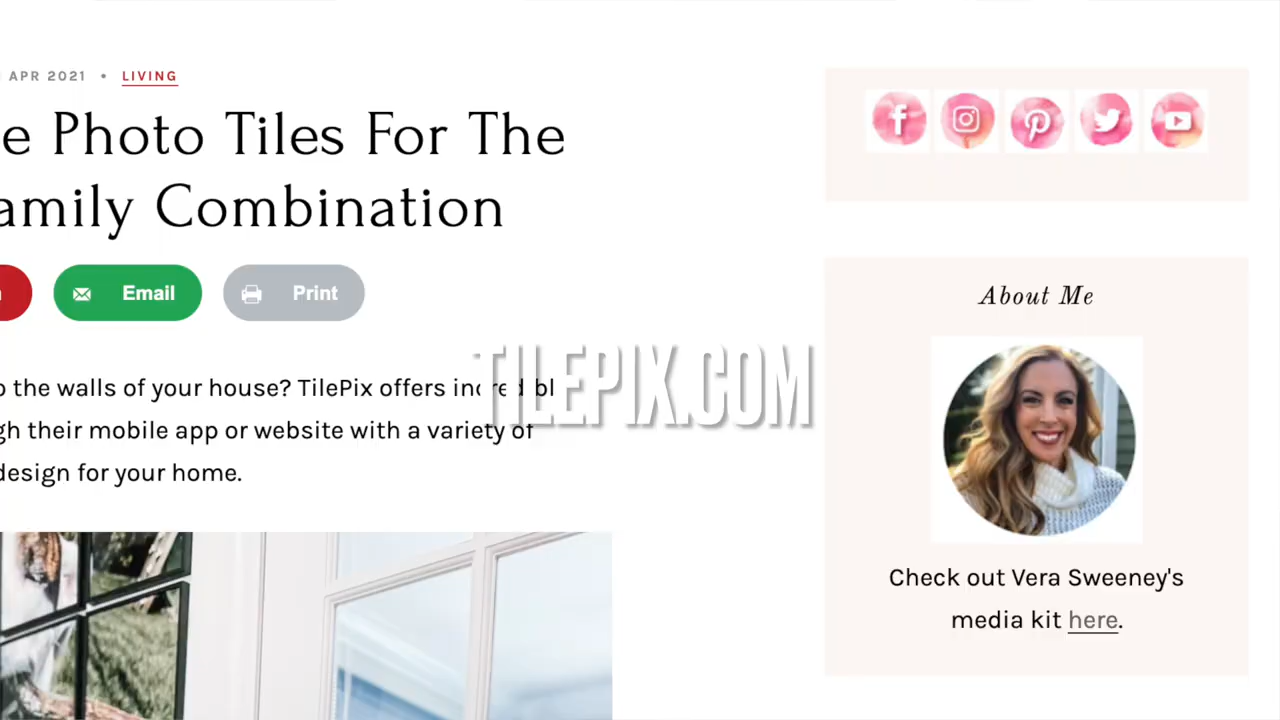 APR 2021 • LIVING
e Photo Tiles For The
amily Combination
Email
Print
the walls of your house? TilePix offers incredibl
their mobile app or website with a variety of
design for your home.
TILEPIX.COM
About Me
Check out Vera Sweeney's
media kit here.